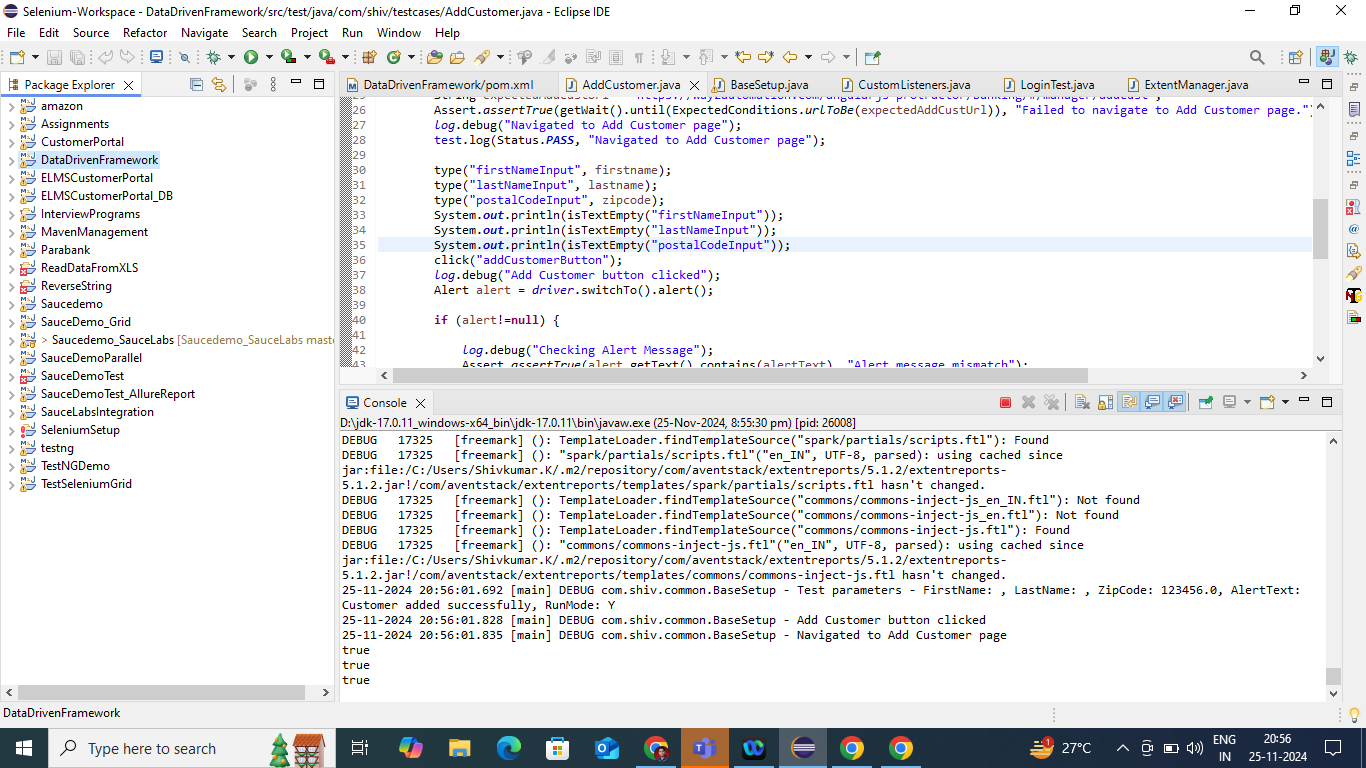 Selenium-Workspace - DataDrivenFramework/src/test/java/com/shiv/testcases/AddCustomer.java - Eclipse IDE
File Edit Source Refactor Navigate Search Project Run Window Help
Package Explorer
amazon
Assignments
CustomerPortal
DataDrivenFramework
ELMSCustomerPortal
ELMSCustomerPortal_DB
InterviewPrograms
MavenManagement
Parabank
ReadDataFromXLS
ReverseString
Saucedemo
SauceDemo_Grid
> Saucedemo_SauceLabs [Saucedemo_SauceLabs maste
SauceDemoParallel
SauceDemoTest
SauceDemoTest_AllureReport
SauceLabsIntegration
SeleniumSetup
testng
TestNGDemo
TestSeleniumGrid
DataDrivenFramework/pom.xml AddCustomer.java BaseSetup.java CustomListeners.java LoginTest.java ExtentManager.java
26 Assert.assertTrue(getWait().until(ExpectedConditions.urlToBe(expectedAddCustUrl)), "Failed to navigate to Add Customer page.")
27 log.debug("Navigated to Add Customer page");
28 test.log(Status.PASS, "Navigated to Add Customer page");
29
30 type("firstNameInput", firstname);
31 type("lastNameInput", lastname);
32 type("postalCodeInput", zipcode);
33 System.out.println(isTextEmpty("firstNameInput"));
34 System.out.println(isTextEmpty("lastNameInput"));
35 System.out.println(isTextEmpty("postalCodeInput"));
36 click("addCustomerButton");
37 log.debug("Add Customer button clicked");
38 Alert alert = driver.switchTo().alert();
39
40 if (alert!=null) {
41
42 log.debug("Checking Alert Message");
43 Assert.assertTrue(alert.getText().contains(alertText), "Alert message mismatch");
Console
D:\jdk-17.0.11_windows-x64_bin\jdk-17.0.11\bin\javaw.exe (25-Nov-2024, 8:55:30 pm) [pid: 26008]
DEBUG 17325 [freemark] (): TemplateLoader.findTemplateSource("spark/partials/scripts.ftl"): Found
DEBUG 17325 [freemark] (): "spark/partials/scripts.ftl"("en_IN", UTF-8, parsed): using cached since
jar:file:/C:/Users/Shivkumar.K/.m2/repository/com/aventstack/extentreports/5.1.2/extentreports-
5.1.2.jar!/com/aventstack/extentreports/templates/spark/partials/scripts.ftl hasn't changed.
DEBUG 17325 [freemark] (): TemplateLoader.findTemplateSource("commons/commons-inject-js_en_IN.ftl"): Not found
DEBUG 17325 [freemark] (): TemplateLoader.findTemplateSource("commons/commons-inject-js_en.ftl"): Not found
DEBUG 17325 [freemark] (): TemplateLoader.findTemplateSource("commons/commons-inject-js.ftl"): Found
DEBUG 17325 [freemark] (): "commons/commons-inject-js.ftl"("en_IN", UTF-8, parsed): using cached since
jar:file:/C:/Users/Shivkumar.K/.m2/repository/com/aventstack/extentreports/5.1.2/extentreports-
5.1.2.jar!/com/aventstack/extentreports/templates/commons/commons-inject-js.ftl hasn't changed.
25-11-2024 20:56:01.692 [main] DEBUG com.shiv.common.BaseSetup - Test parameters - FirstName: , LastName: , ZipCode: 123456.0, AlertText:
Customer added successfully, RunMode: Y
25-11-2024 20:56:01.828 [main] DEBUG com.shiv.common.BaseSetup - Add Customer button clicked
25-11-2024 20:56:01.835 [main] DEBUG com.shiv.common.BaseSetup - Navigated to Add Customer page
true
true
true
DataDrivenFramework
Type here to search
27°C
ENG
IN
20:56
25-11-2024